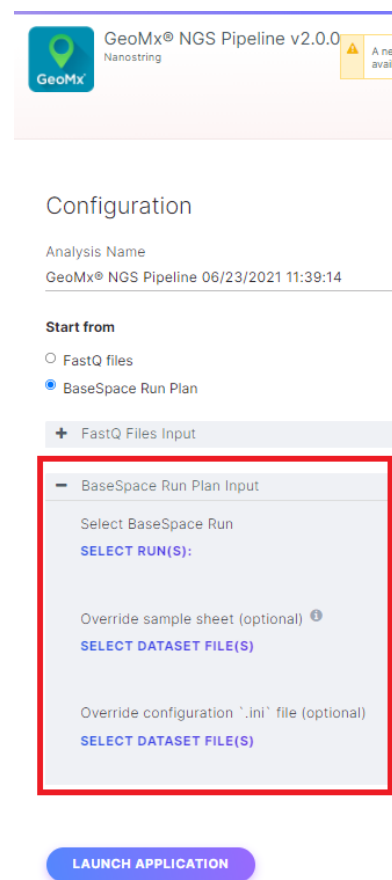 GeoMx® NGS Pipeline v2.0.0
Nanostring
A ne
avail
GeoMx®
Configuration
Analysis Name
GeoMx® NGS Pipeline 06/23/2021 11:39:14
Start from
FastQ files
BaseSpace Run Plan
+ FastQ Files Input
− BaseSpace Run Plan Input
Select BaseSpace Run
SELECT RUN(S):
Override sample sheet (optional)
SELECT DATASET FILE(S)
Override configuration `.ini` file (optional)
SELECT DATASET FILE(S)
LAUNCH APPLICATION